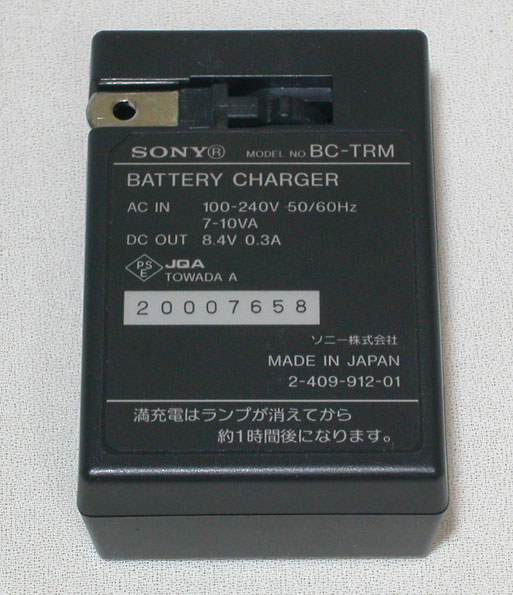 SONY® MODEL NO BC-TRM
BATTERY CHARGER
AC IN 100-240V 50/60Hz
7-10VA
DC OUT 8.4V 0.3A
PSE JQA
TOWADA A
20007658
ソニー株式会社
MADE IN JAPAN
2-409-912-01
満充電はランプが消えてから
約1時間後になります。